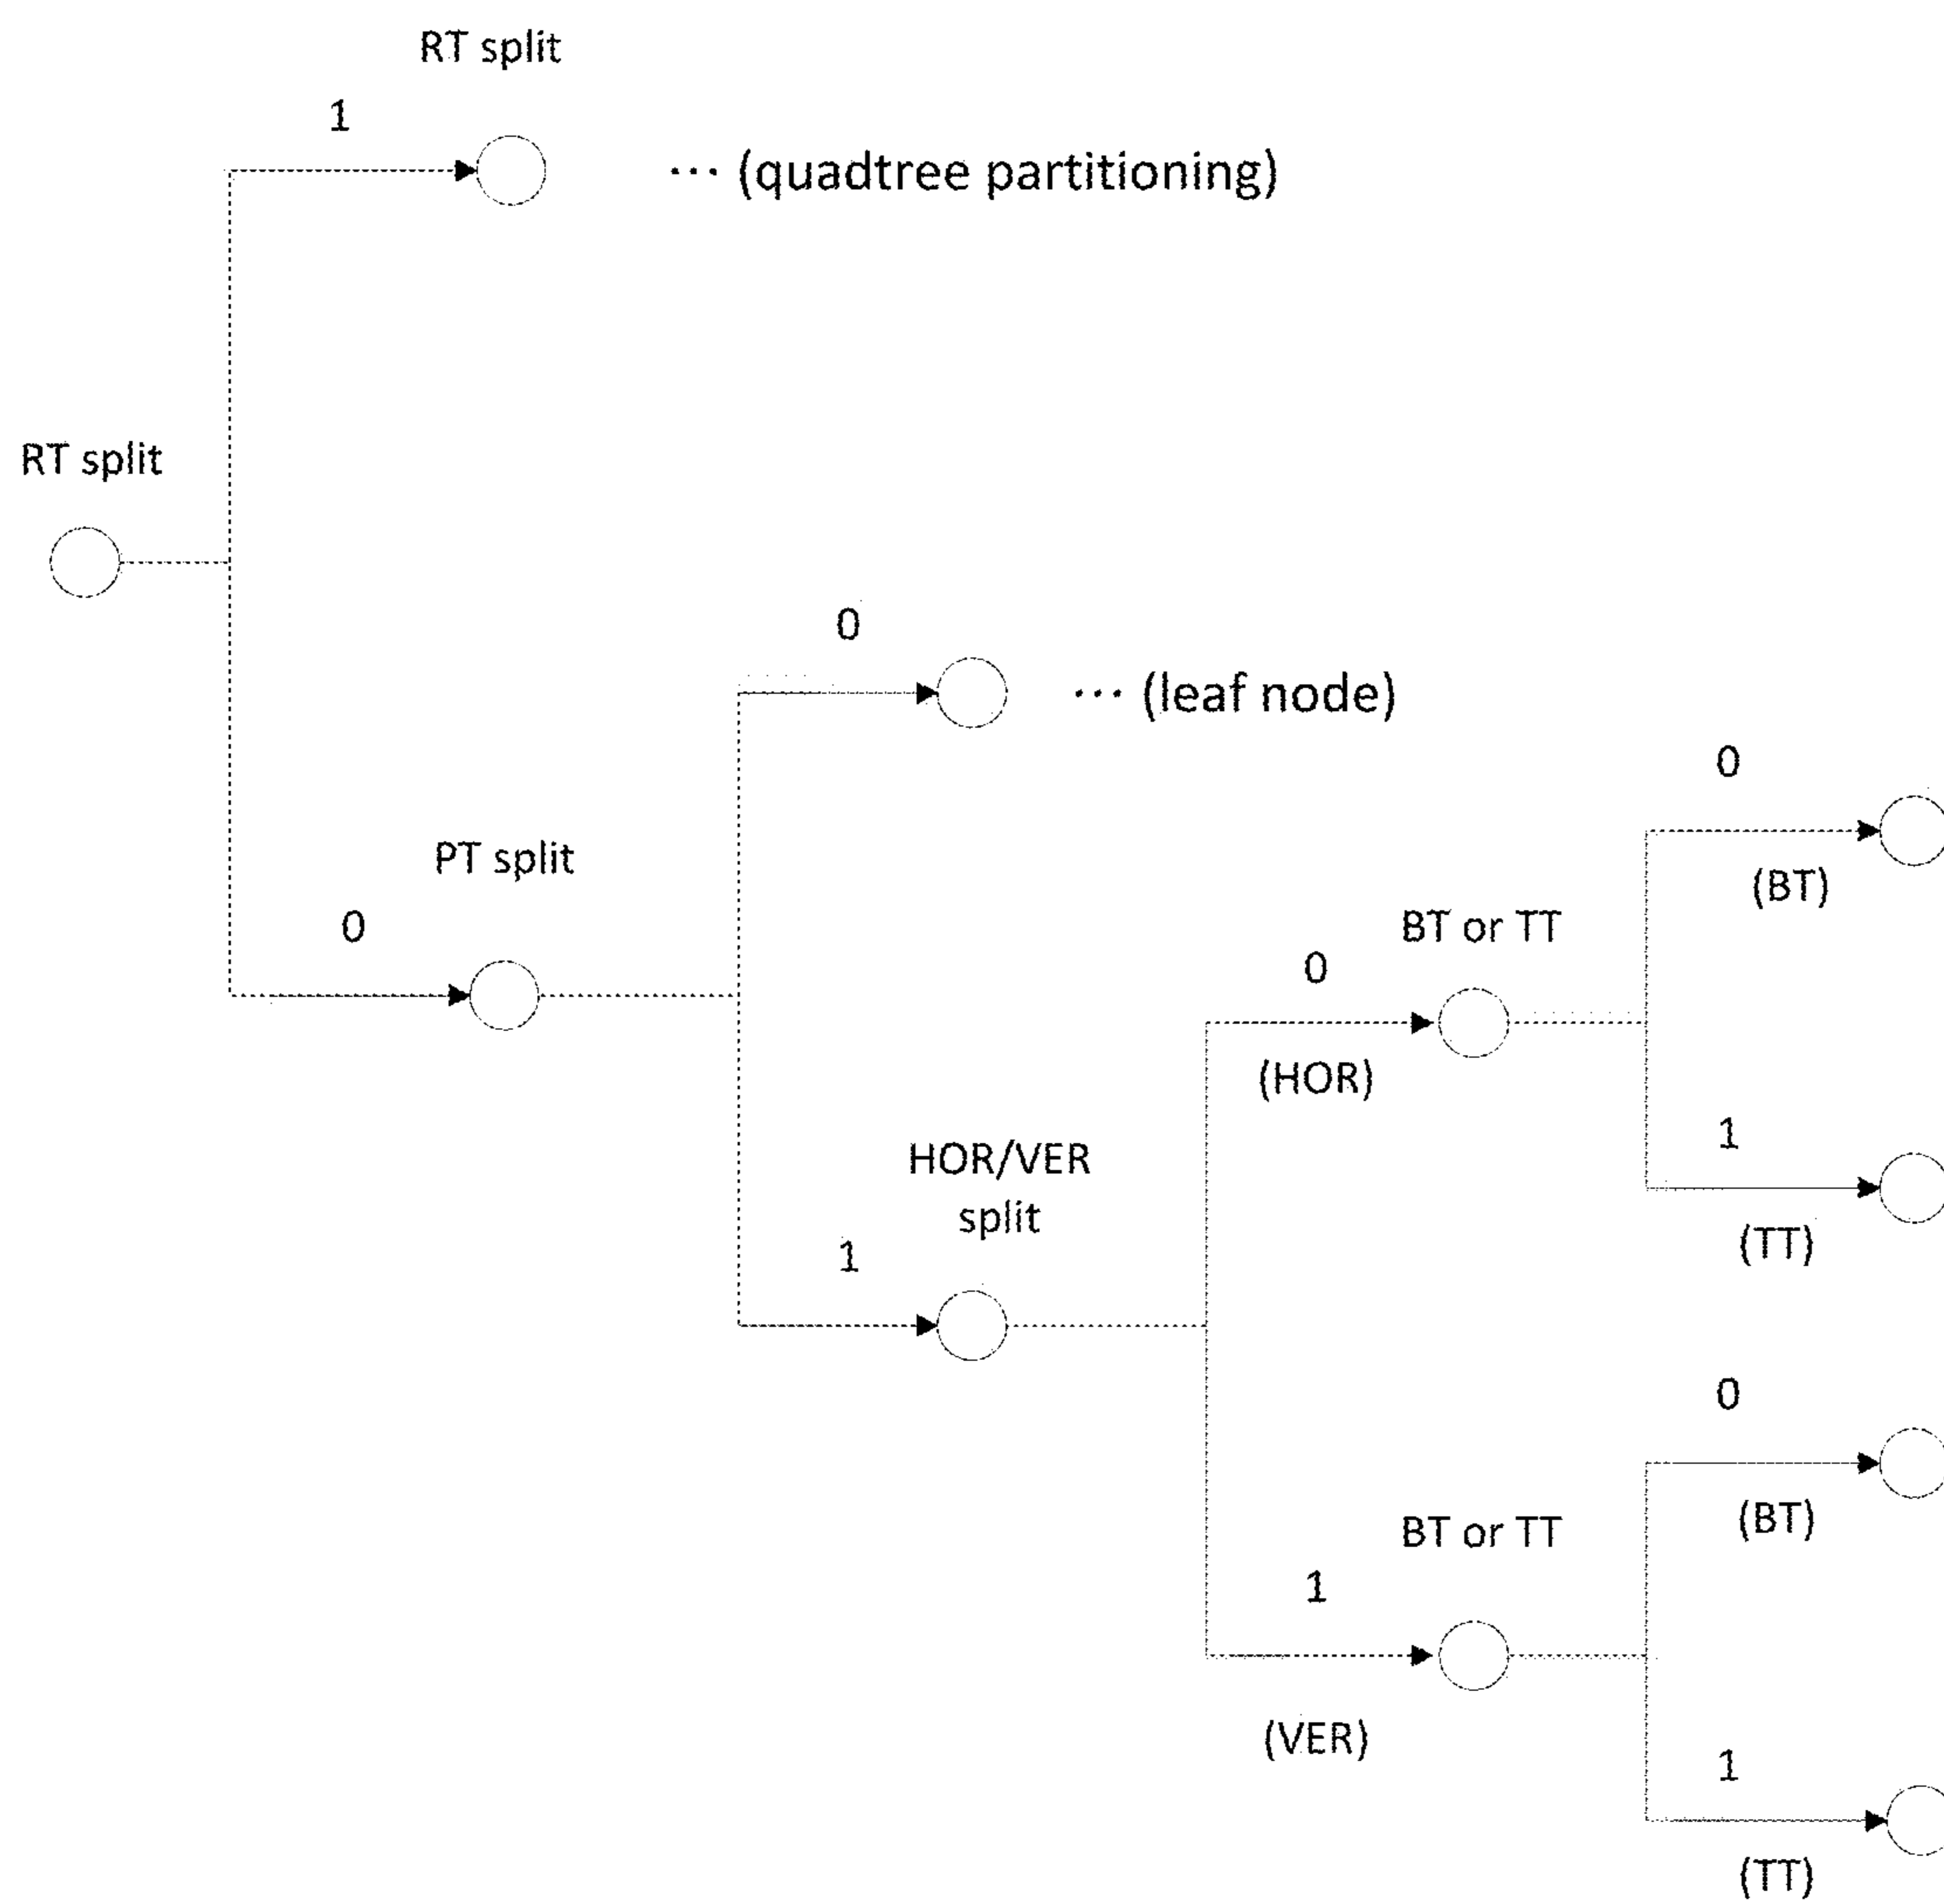 RT split
1
··· (quadtree partitioning)
RT split
0
··· (leaf node)
0
(BT)
PT split
0
BT or TT
0
(HOR)
1
(TT)
HOR/VER
split
1
0
(BT)
BT or TT
1
(VER)
1
(TT)